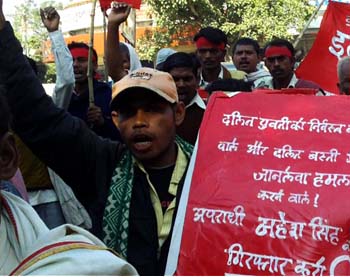 दलित युवती को निर्वस्त्र
वाले और दलित बस्ती
जानलेवा हमला
करने वाले !
अपराधी महेश सिंह
गिरफ्तार करो